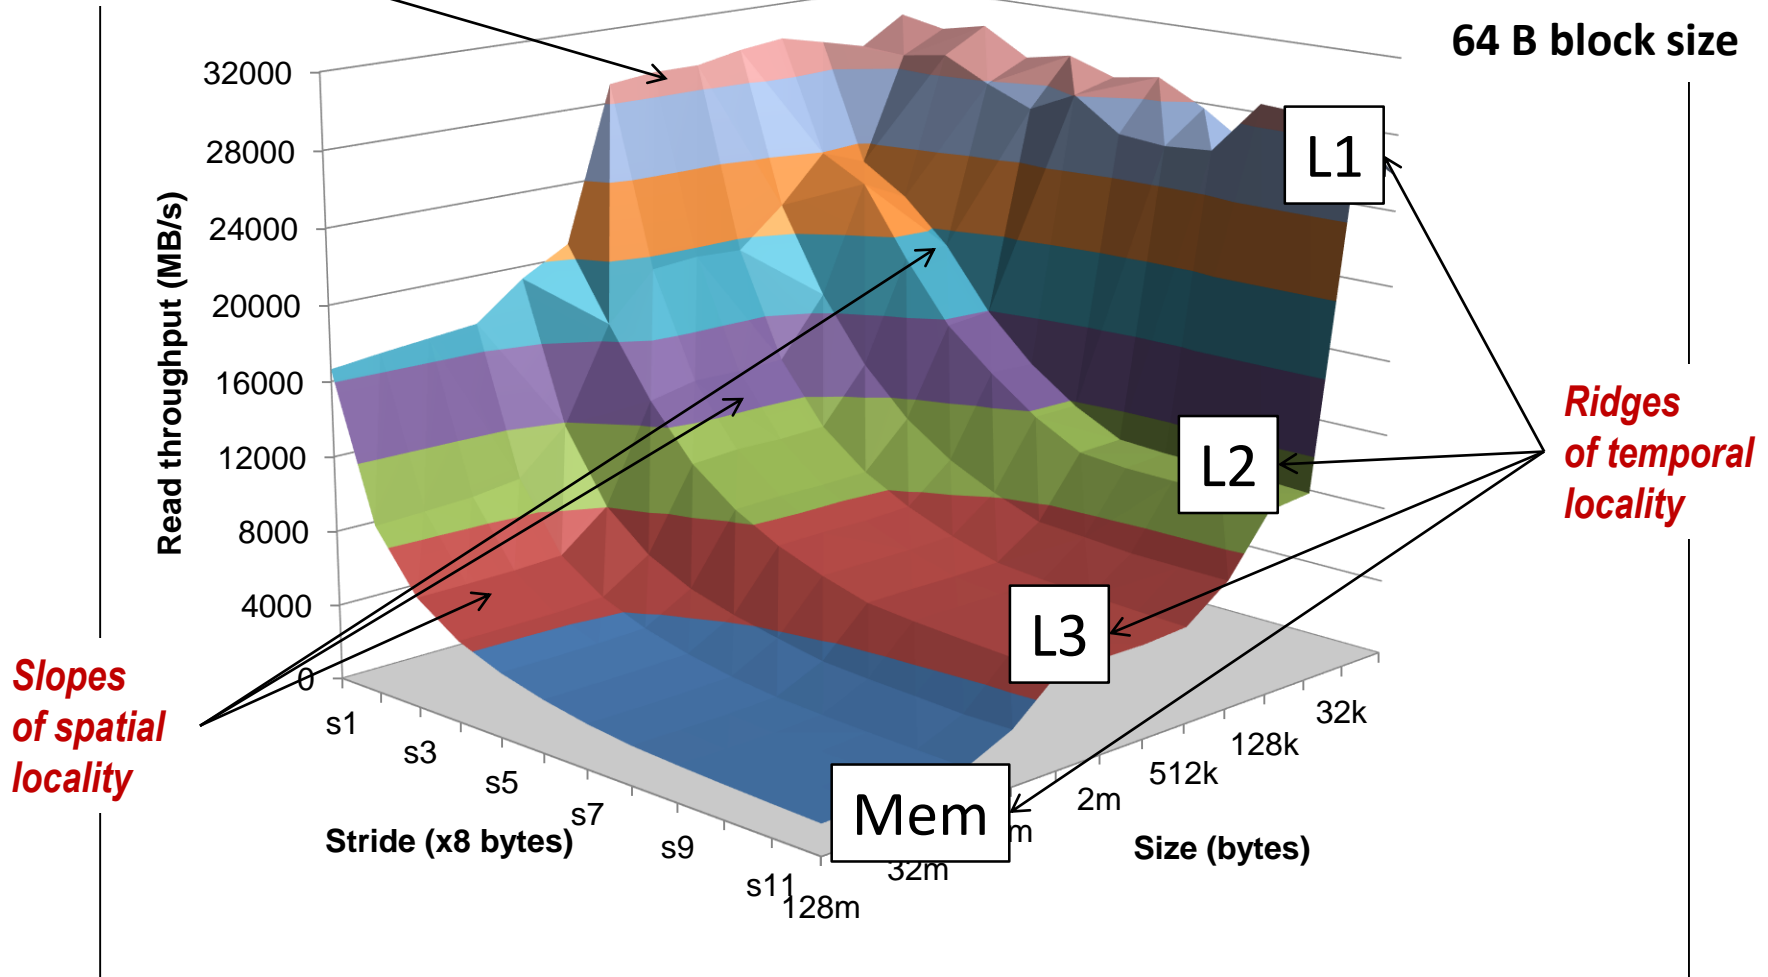 64 B block size
32000
28000
24000
20000
16000
12000
8000
4000
0
Read throughput (MB/s)
L1
L2
L3
Mem
Ridges
of temporal
locality
Slopes
of spatial
locality
s1
s3
s5
s7
s9
s11
Stride (x8 bytes)
128m
32m
m
2m
512k
128k
32k
Size (bytes)